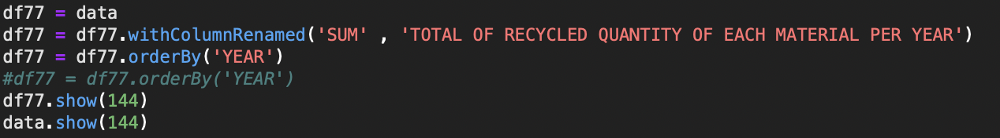 df77 = data
df77 = df77.withColumnRenamed('SUM' , 'TOTAL OF RECYCLED QUANTITY OF EACH MATERIAL PER YEAR')
df77 = df77.orderBy('YEAR')
#df77 = df77.orderBy('YEAR')
df77.show(144)
data.show(144)